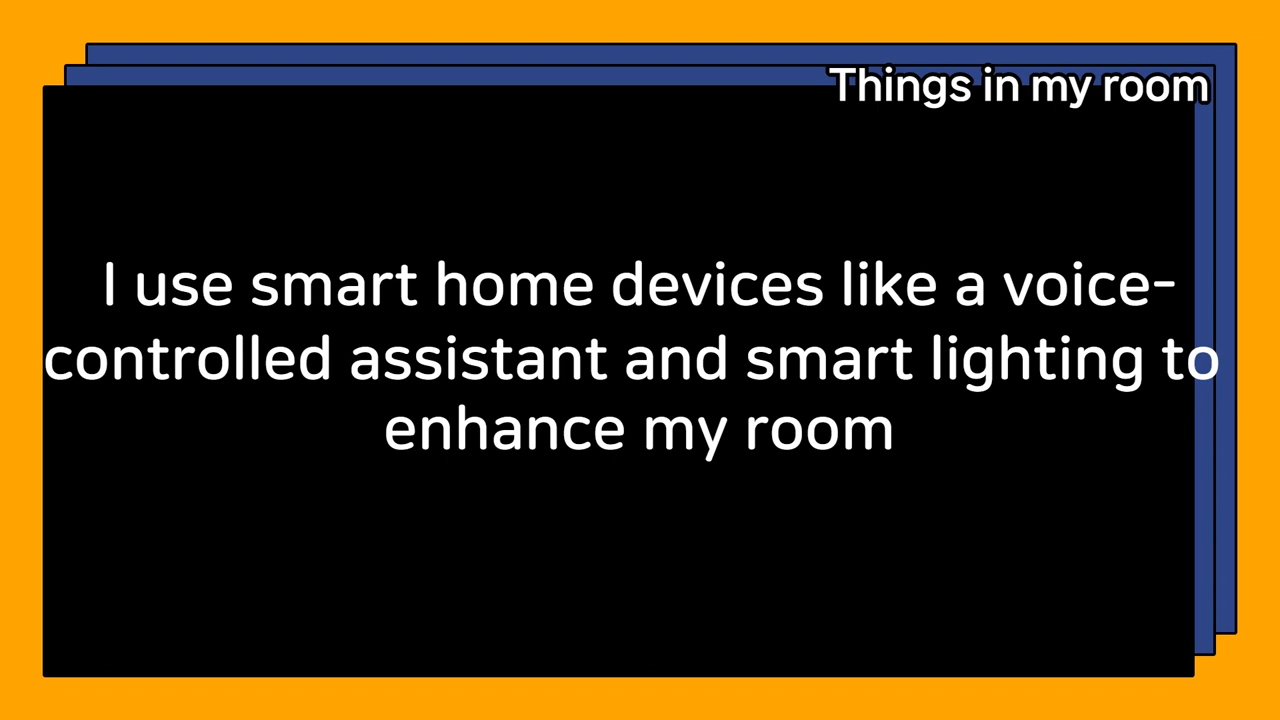 Things in my room
I use smart home devices like a voice-
controlled assistant and smart lighting to
enhance my room